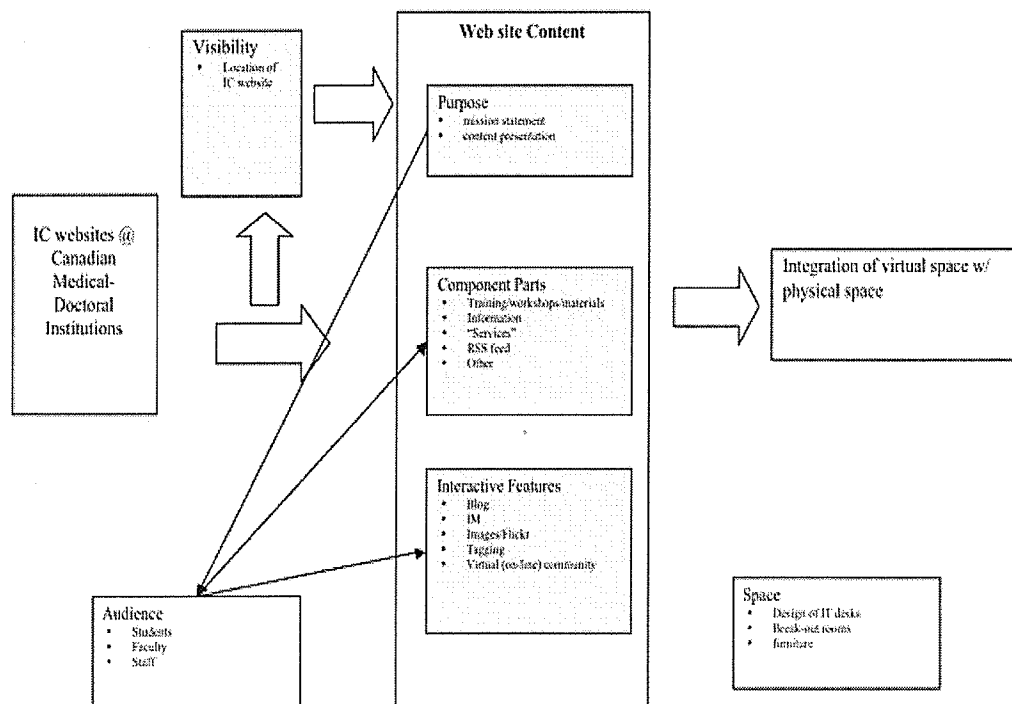 Web site Content
Visibility
• Location of
IC website
Purpose
• mission statement
• content presentation
IC websites @
Canadian
Medical-
Doctoral
Institutions
Component Parts
• Training/workshops/materials
• Information
• "Services"
• RSS feed
• Other
Integration of virtual space w/
physical space
Interactive Features
• Blog
• IM
• Images/Flickr
• Tagging
• Virtual (on-line) community
Audience
• Students
• Faculty
• Staff
Space
• Design of IT desks
• Break-out rooms
• furniture